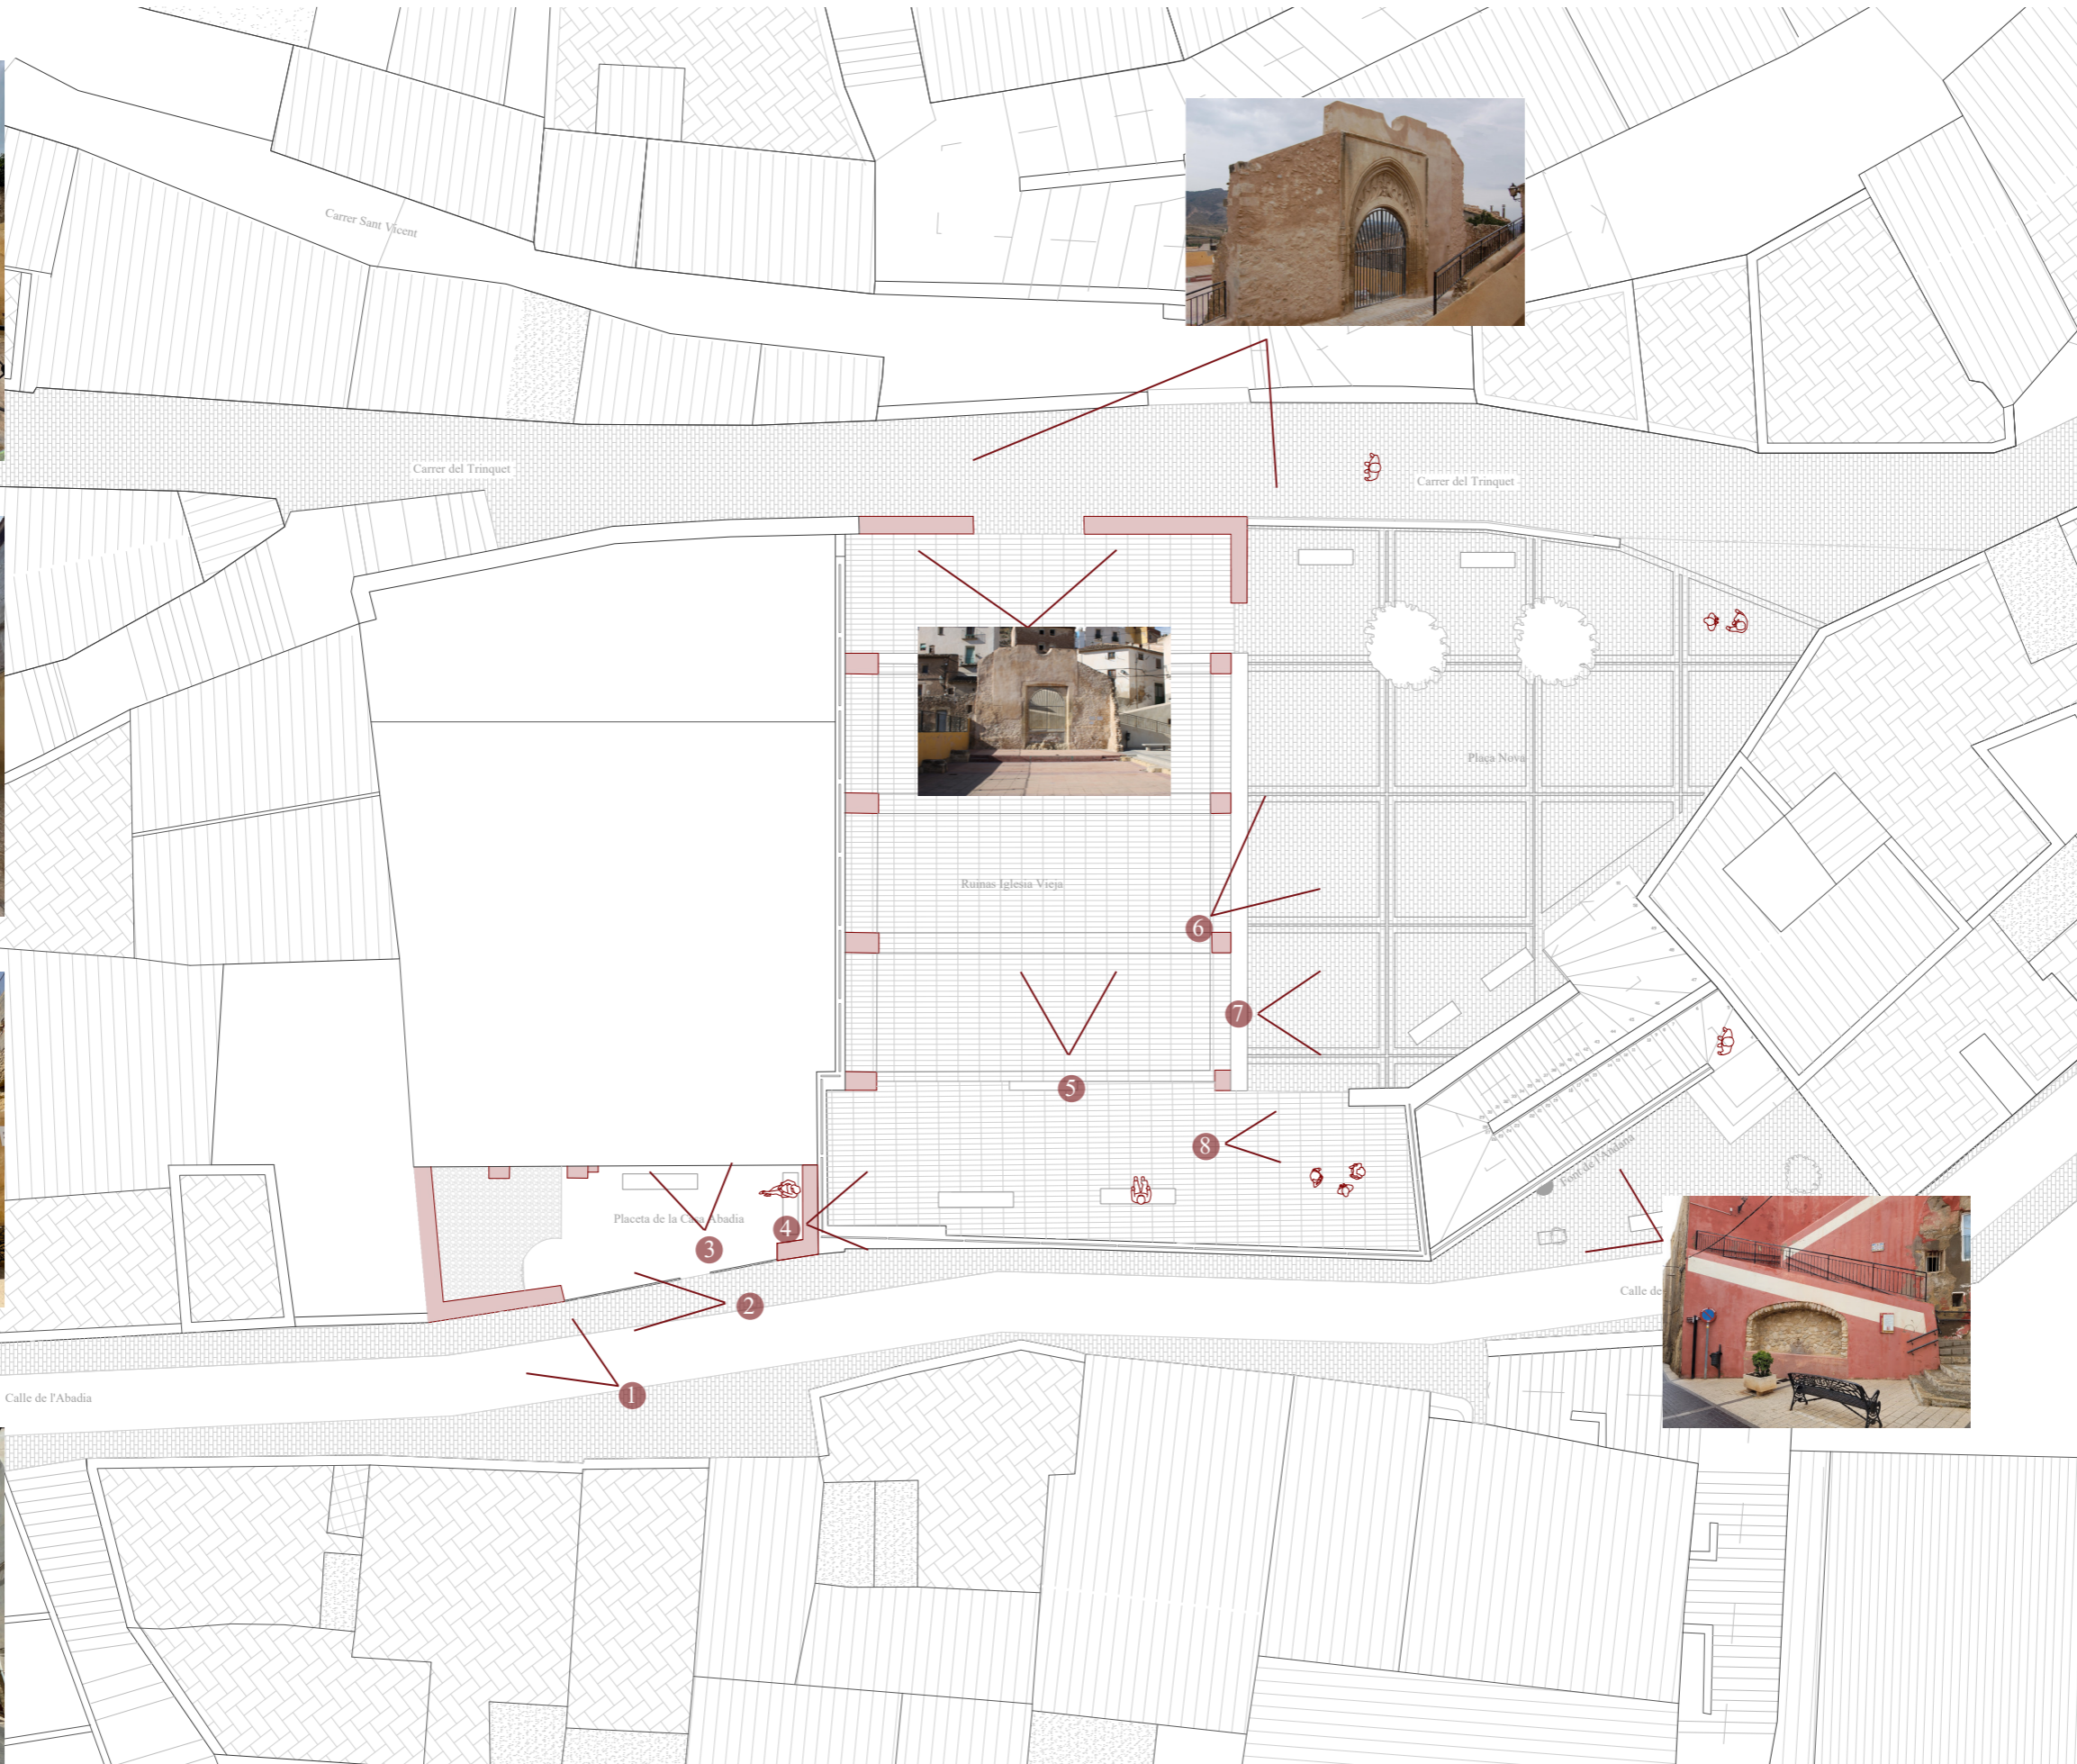 Carrer Sant Vicent
Carrer del Trinquet
Carrer del Trinquet
Plaça Nova
Ruinas Iglesia Vieja
6
7
5
8
Font de l'Andana
Placeta de la Casa Abadia
4
3
2
Calle de
1
Calle de l'Abadia